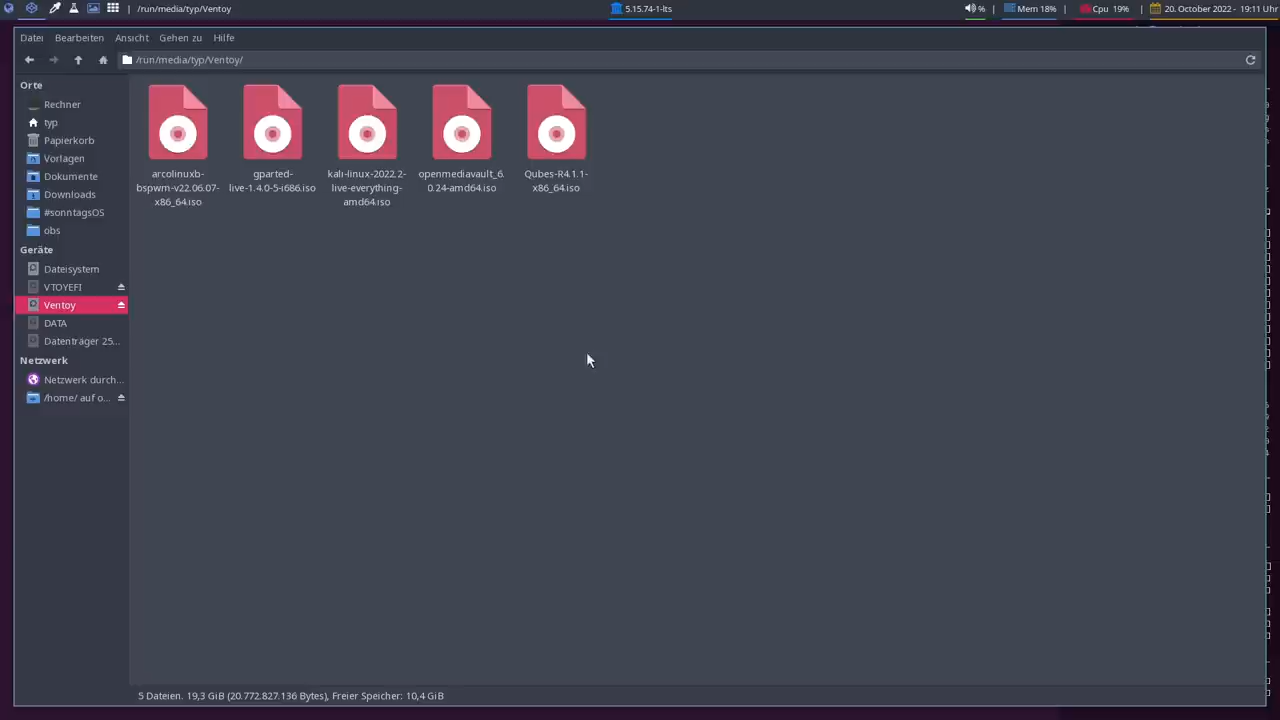 /run/media/typ/Ventoy
5.15.74-1-lts
%
Mem 18%
Cpu 19%
20. October 2022 - 19:11 Uhr
Datei Bearbeiten Ansicht Gehen zu Hilfe
/run/media/typ/Ventoy/
Orte
Rechner
typ
Papierkorb
Vorlagen
Dokumente
Downloads
#sonntagsOS
obs
Geräte
Dateisystem
VTOYEFI
Ventoy
DATA
Datenträger 25...
Netzwerk
Netzwerk durch...
/home/ auf o...
arcolinuxb-
bspwm-v22.06.07-
x86_64.iso
gparted-
live-1.4.0-5-i686.iso
kali-linux-2022.2-
live-everything-
amd64.iso
openmediavault_6.
0.24-amd64.iso
Qubes-R4.1.1-
x86_64.iso
5 Dateien. 19,3 GiB (20.772.827.136 Bytes), Freier Speicher: 10,4 GiB